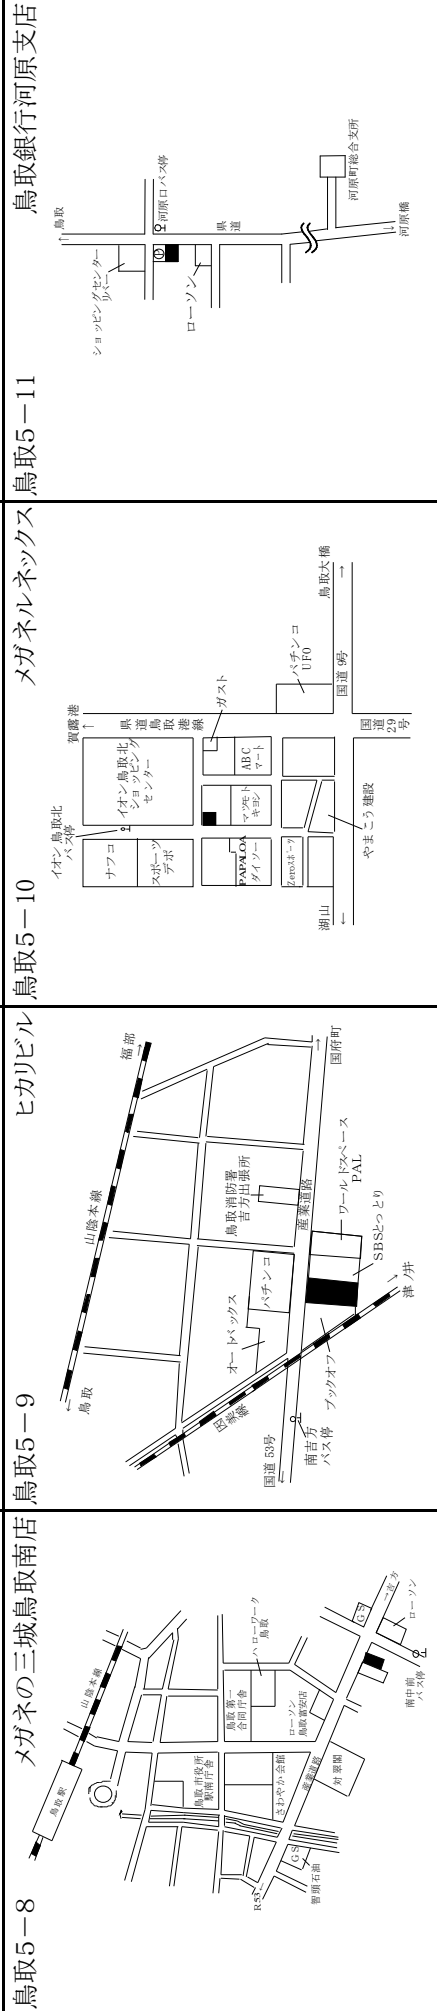 鳥取5－8
メガネの三城鳥取南店
鳥取駅
山陰本線
鳥取市役所
駅南庁舎
鳥取第一
合同庁舎
ハローワーク
鳥取
さわやか会館
ローソン
鳥取富安店
産業道路
対翠閣
R53←
GS
智頭石油
GS
→吉方
ローソン
南中前
バス停
鳥取5－9
ヒカリビル
←鳥取
山陰本線
福部→
因美線
オートバックス
パチンコ
鳥取消防署
吉方出張所
産業道路
国道53号
←
南吉方
バス停
ブックオフ
SBSとっとり
ワールドスペース
PAL
津ノ井→
国府町→
鳥取5－10
メガネルネックス
イオン鳥取北
バス停
賀露港
←
ナフコ
スポーツ
デポ
イオン鳥取北
ショッピング
センター
県道鳥取港線
PAPALOA
ダイソー
マツモト
キヨシ
ABC
マート
ガスト
Zeroスポーツ
パチンコ
UFO
湖山
←
やまこう建設
国道29号
国道9号
鳥取大橋
→
鳥取5－11
鳥取銀行河原支店
←鳥取
ショッピングセンター
リバー
河原口バス停
ローソン
県道
河原町総合支所
→河原橋